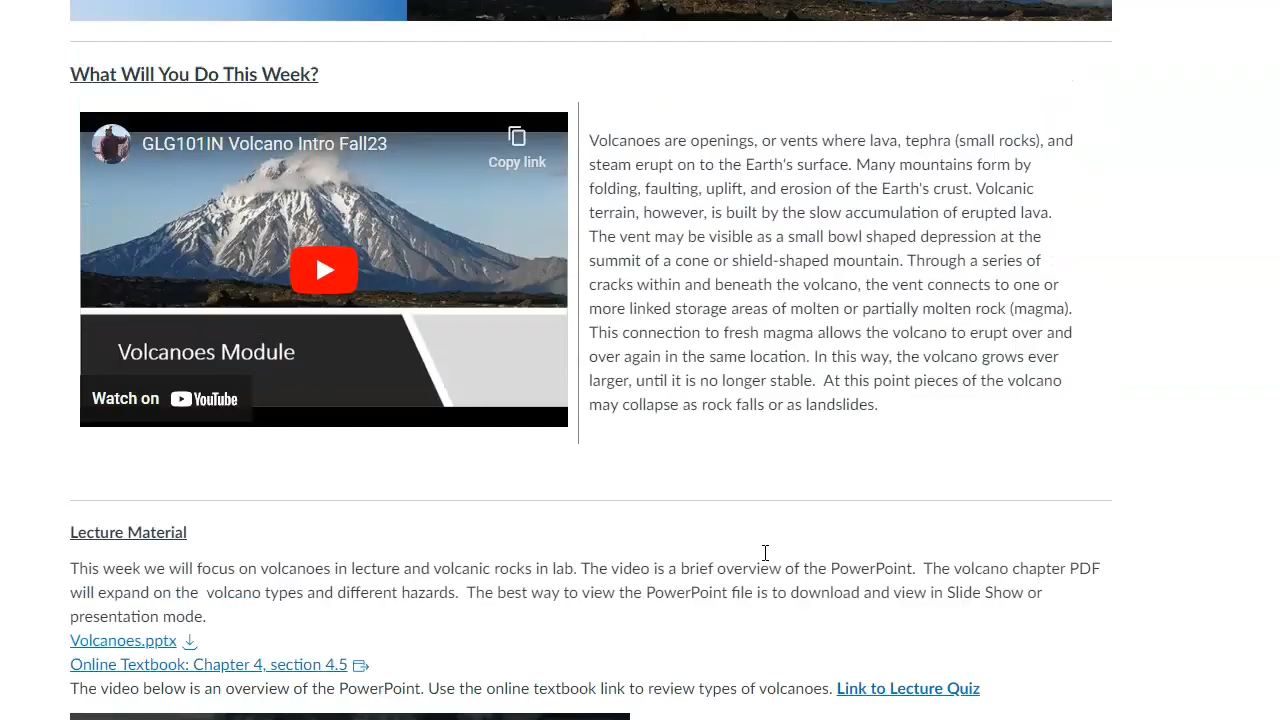 What Will You Do This Week?
GLG101IN Volcano Intro Fall23
Copy link
Volcanoes Module
Watch on YouTube
Volcanoes are openings, or vents where lava, tephra (small rocks), and
steam erupt on to the Earth's surface. Many mountains form by
folding, faulting, uplift, and erosion of the Earth's crust. Volcanic
terrain, however, is built by the slow accumulation of erupted lava.
The vent may be visible as a small bowl shaped depression at the
summit of a cone or shield-shaped mountain. Through a series of
cracks within and beneath the volcano, the vent connects to one or
more linked storage areas of molten or partially molten rock (magma).
This connection to fresh magma allows the volcano to erupt over and
over again in the same location. In this way, the volcano grows ever
larger, until it is no longer stable.  At this point pieces of the volcano
may collapse as rock falls or as landslides.
Lecture Material
This week we will focus on volcanoes in lecture and volcanic rocks in lab. The video is a brief overview of the PowerPoint.  The volcano chapter PDF
will expand on the  volcano types and different hazards.  The best way to view the PowerPoint file is to download and view in Slide Show or
presentation mode.
Volcanoes.pptx
Online Textbook: Chapter 4, section 4.5
The video below is an overview of the PowerPoint. Use the online textbook link to review types of volcanoes. Link to Lecture Quiz